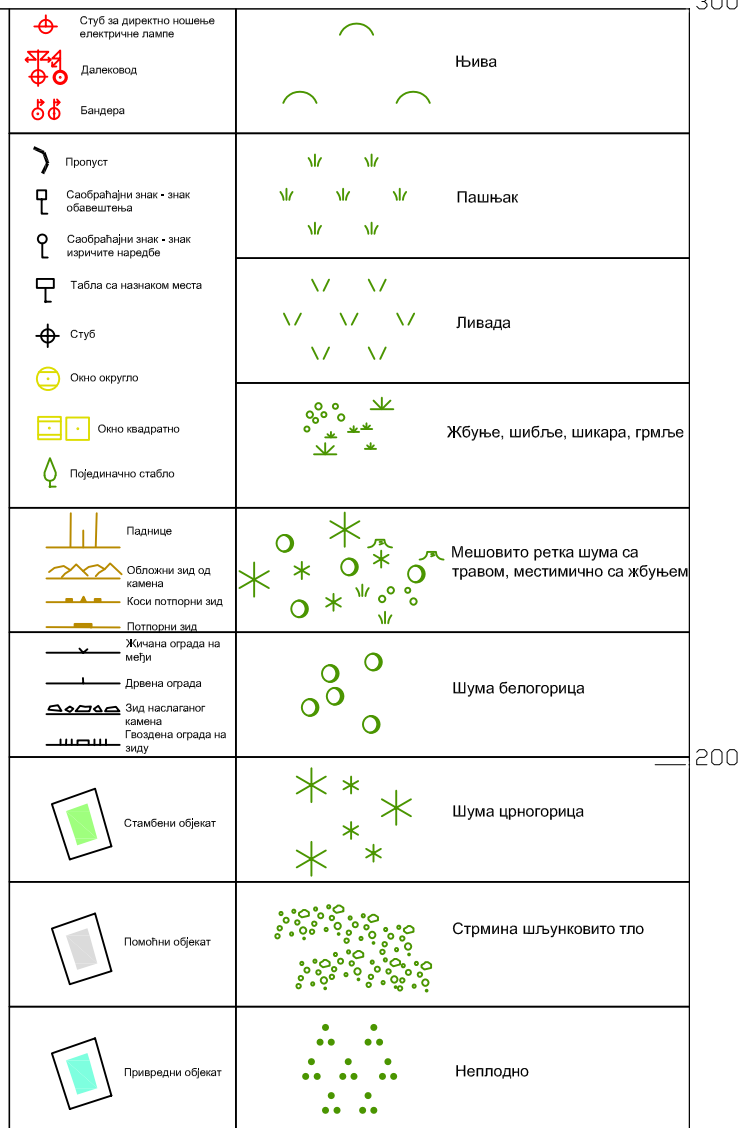 300
Стуб за директно ношење
електричне лампе
Далековод
Бандера
Њива
Пропуст
Саобраћајни знак - знак
обавештења
Саобраћајни знак - знак
изричите наредбе
Табла са назнаком места
Стуб
Окно округло
Окно квадратно
Појединачно стабло
Пашњак
Ливада
Жбуње, шибље, шикара, грмље
Паднице
Обложни зид од
камена
Коси потпорни зид
Потпорни зид
Мешовито ретка шума са
травом, местимично са жбуњем
Жичана ограда на
међи
Дрвена ограда
Зид наслаганог
камена
Гвоздена ограда на
зиду
Шума белогорица
200
Стамбени објекат
Шума црногорица
Помоћни објекат
Стрмина шљунковито тло
Привредни објекат
Неплодно